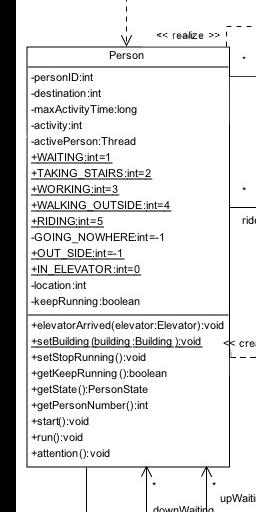 << realize >>
Person
*
-personID:int
-destination:int
-maxActivityTime:long
-activity:int
-activePerson:Thread
+WAITING:int=1
+TAKING_STAIRS:int=2
+WORKING:int=3
*
+WALKING_OUTSIDE:int=4
+RIDING:int=5
ride
-GOING_NOWHERE:int=-1
+OUT_SIDE:int=-1
+IN_ELEVATOR:int=0
-location:int
-keepRunning:boolean
+elevatorArrived(elevator:Elevator):void
+setBuilding(building:Building):void
<< crea
+setStopRunning():void
+getKeepRunning():boolean
+getState():PersonState
+getPersonNumber():int
+start():void
+run():void
+attention():void
* *
upWaiti
downWaiting